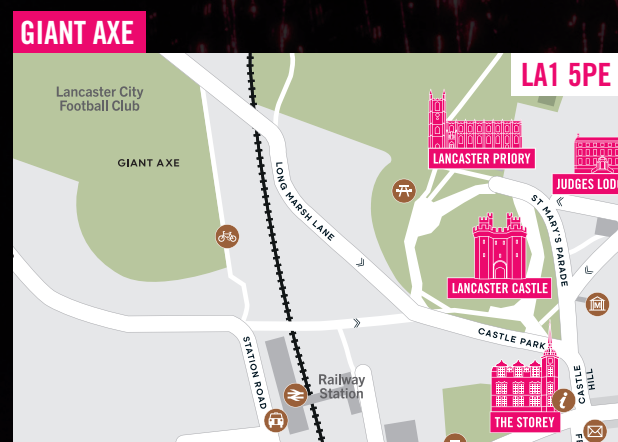 GIANT AXE
LA1 5PE
Lancaster City
Football Club
GIANT AXE
LANCASTER PRIORY
JUDGES LOD
LONG MARSH LANE
ST MARY'S PARADE
LANCASTER CASTLE
M
CASTLE PARK
STATION ROAD
Railway
Station
CASTLE
HILL
i
THE STOREY